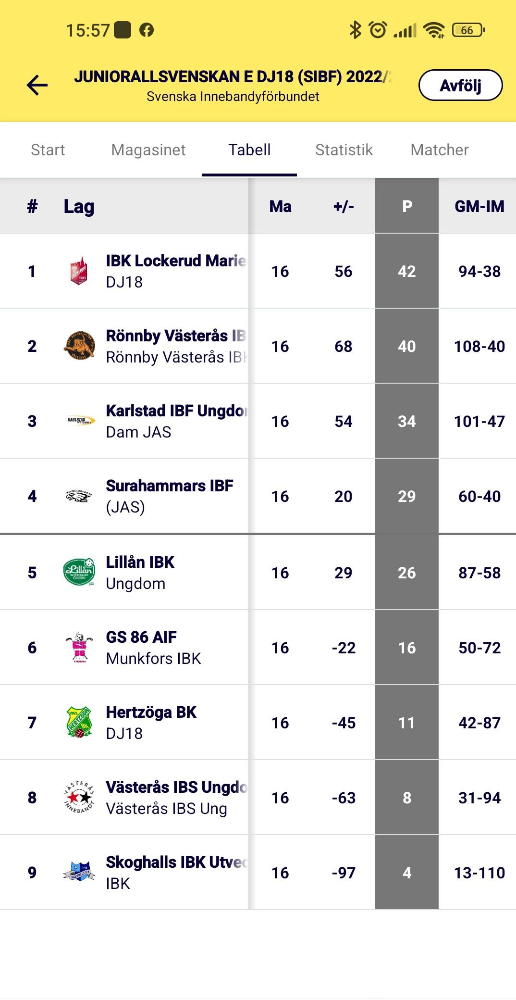 15:57
66
JUNIORALLSVENSKAN E DJ18 (SIBF) 2022/
Svenska Innebandyförbundet
Avfölj
Start Magasinet Tabell Statistik Matcher
# Lag Ma +/- P GM-IM
1 IBK Lockerud Marie 16 56 42 94-38
DJ18
2 Rönnby Västerås IB 16 68 40 108-40
Rönnby Västerås IBK
3 Karlstad IBF Ungdo 16 54 34 101-47
Dam JAS
4 Surahammars IBF 16 20 29 60-40
(JAS)
5 Lillån IBK 16 29 26 87-58
Ungdom
6 GS 86 AIF 16 -22 16 50-72
Munkfors IBK
7 Hertzöga BK 16 -45 11 42-87
DJ18
8 Västerås IBS Ungdo 16 -63 8 31-94
Västerås IBS Ung
9 Skoghalls IBK Utvec 16 -97 4 13-110
IBK